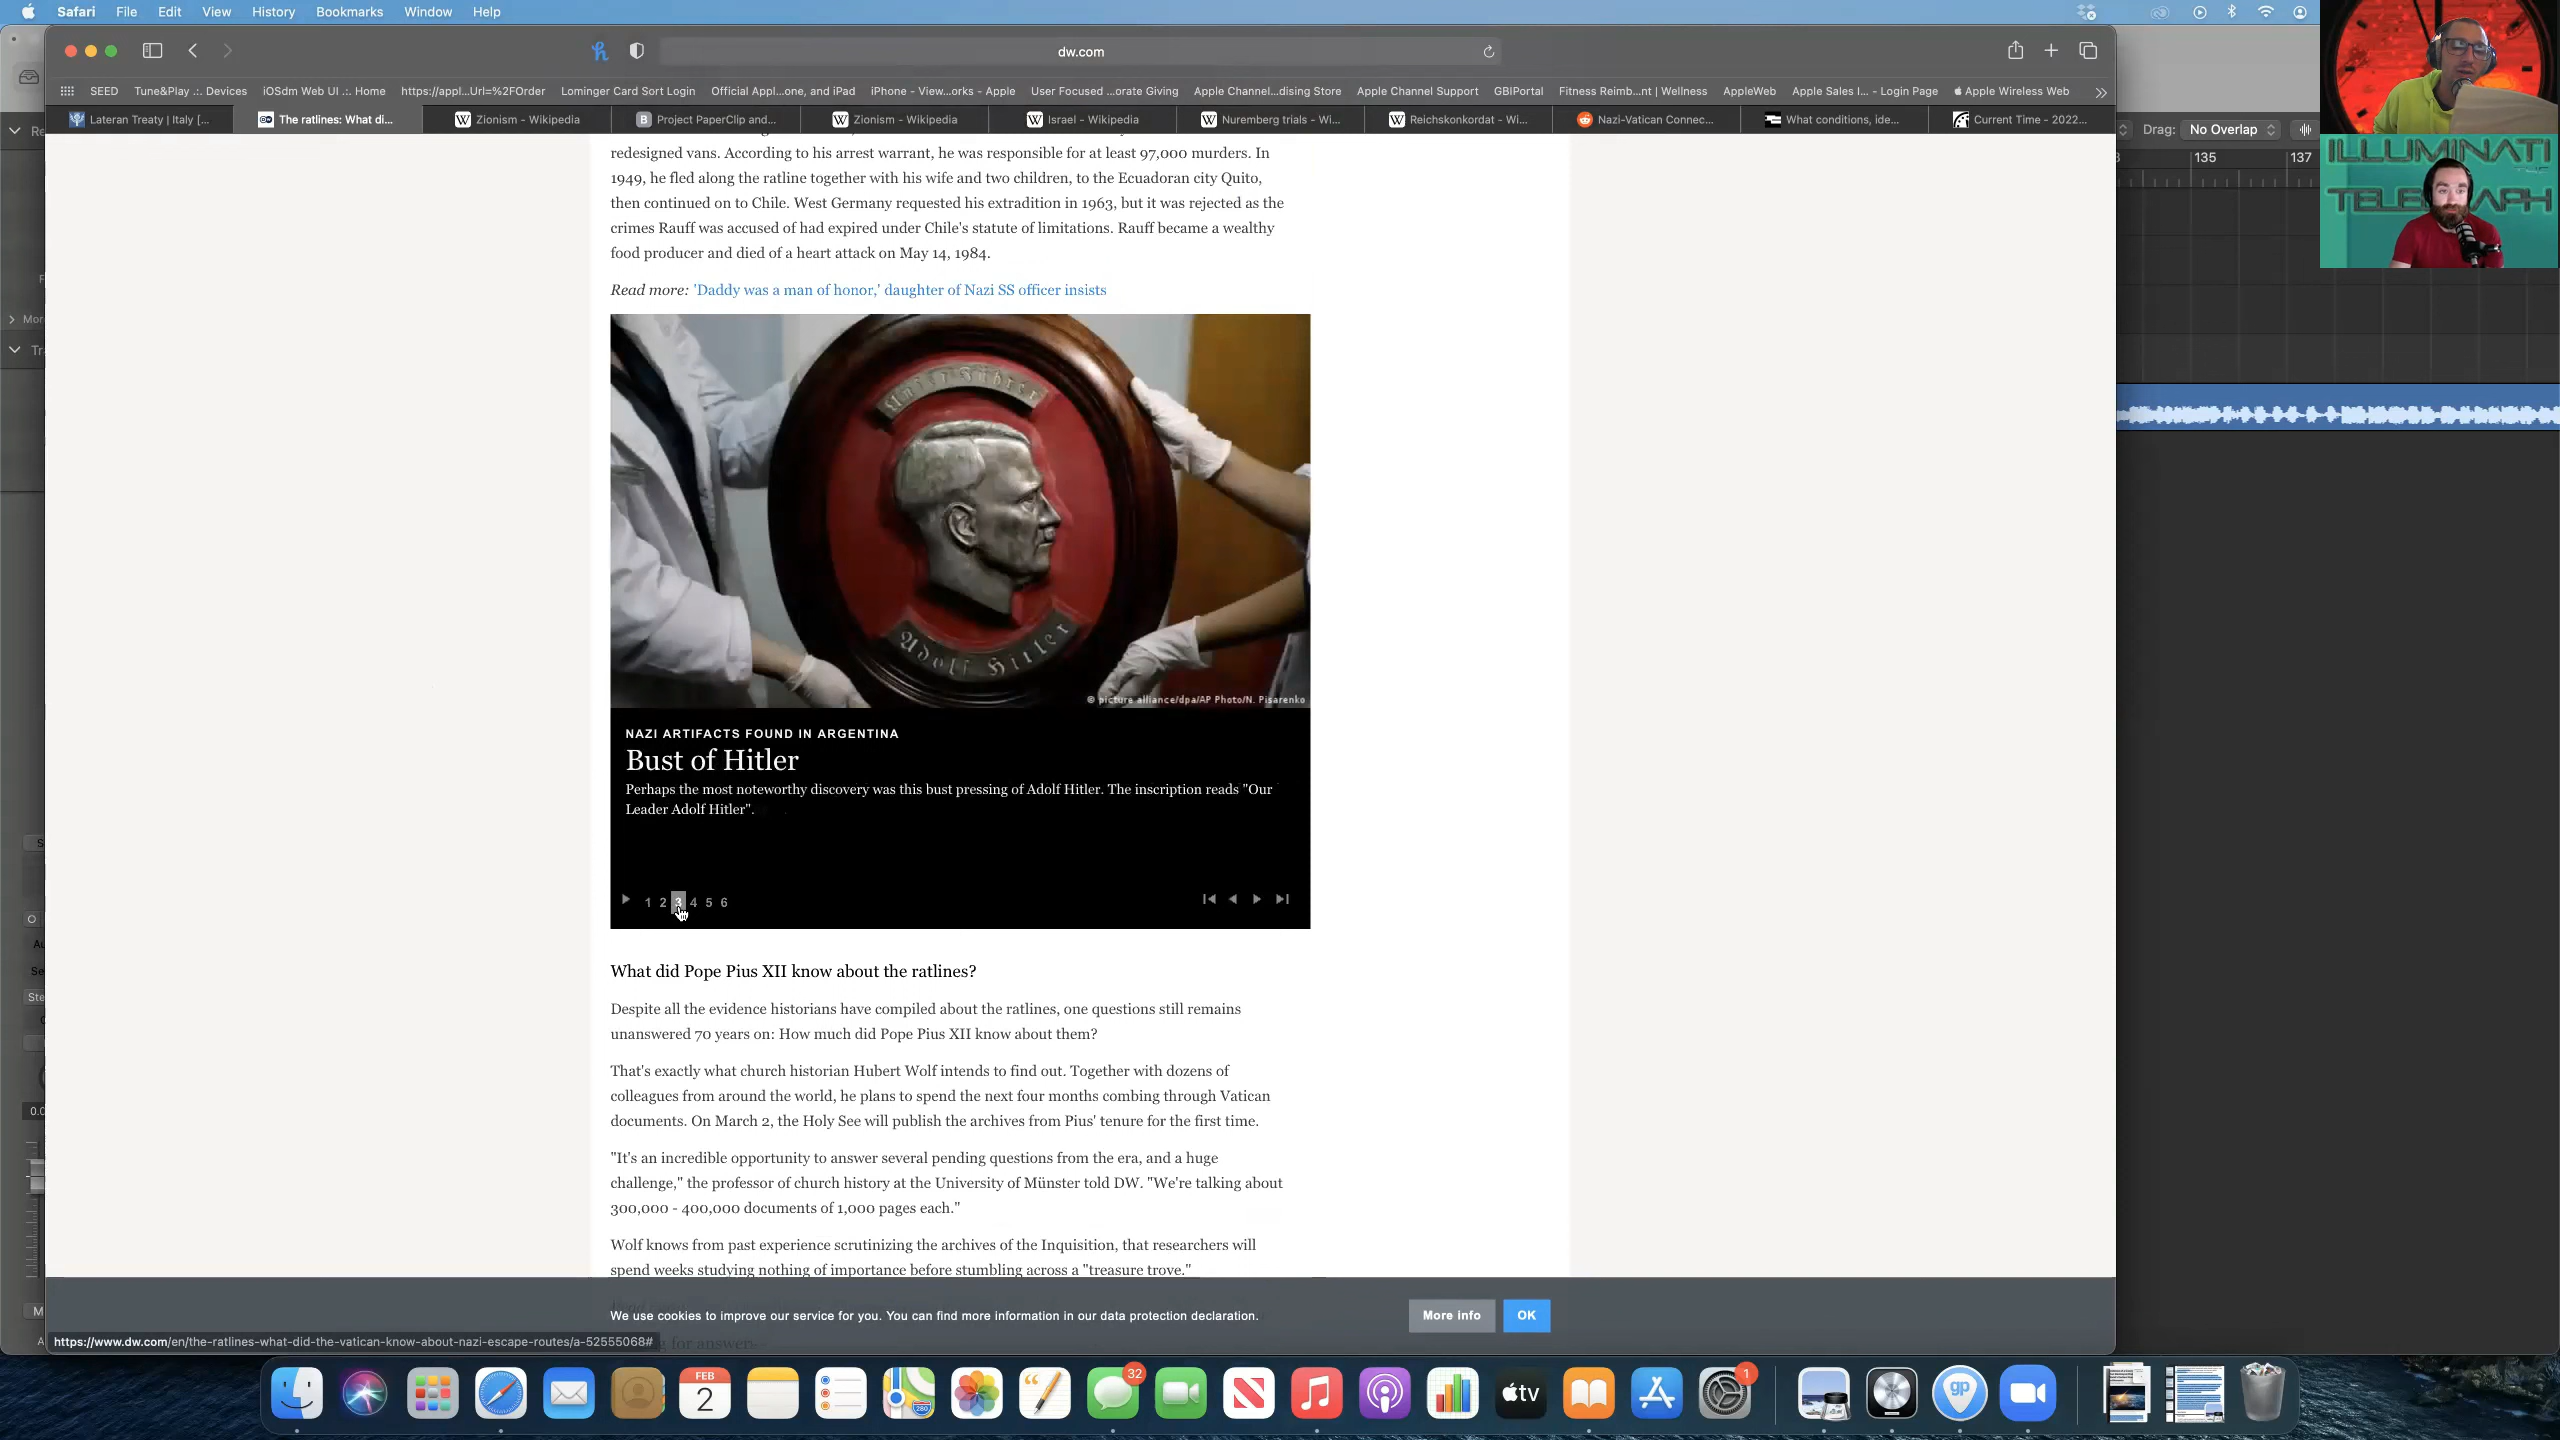 Safari File Edit View History Bookmarks Window Help
dw.com
SEED Tune&Play .:. Devices iOSdm Web UI .:. Home https://appl...Url=%2FOrder Lominger Card Sort Login Official Appl...one, and iPad iPhone - View...orks - Apple User Focused ...orate Giving Apple Channel...dising Store Apple Channel Support GBIPortal Fitness Reimb...nt | Wellness AppleWeb Apple Sales I... - Login Page Apple Wireless Web
Lateran Treaty | Italy [... The ratlines: What di... Zionism - Wikipedia Project PaperClip and... Zionism - Wikipedia Israel - Wikipedia Nuremberg trials - Wi... Reichskonkordat - Wi... Nazi-Vatican Connec... What conditions, ide... Current Time - 2022...
Drag: No Overlap
135 137
ILLUMINATI
THE
redesigned vans. According to his arrest warrant, he was responsible for at least 97,000 murders. In
1949, he fled along the ratline together with his wife and two children, to the Ecuadoran city Quito,
then continued on to Chile. West Germany requested his extradition in 1963, but it was rejected as the
crimes Rauff was accused of had expired under Chile's statute of limitations. Rauff became a wealthy
food producer and died of a heart attack on May 14, 1984.
Read more: 'Daddy was a man of honor,' daughter of Nazi SS officer insists
Unser Führer
Adolf Hitler
© picture alliance/dpa/AP Photo/N. Pisarenko
NAZI ARTIFACTS FOUND IN ARGENTINA
Bust of Hitler
Perhaps the most noteworthy discovery was this bust pressing of Adolf Hitler. The inscription reads "Our
Leader Adolf Hitler".
1 2 3 4 5 6
What did Pope Pius XII know about the ratlines?
Despite all the evidence historians have compiled about the ratlines, one questions still remains
unanswered 70 years on: How much did Pope Pius XII know about them?
That's exactly what church historian Hubert Wolf intends to find out. Together with dozens of
colleagues from around the world, he plans to spend the next four months combing through Vatican
documents. On March 2, the Holy See will publish the archives from Pius' tenure for the first time.
"It's an incredible opportunity to answer several pending questions from the era, and a huge
challenge," the professor of church history at the University of Münster told DW. "We're talking about
300,000 - 400,000 documents of 1,000 pages each."
Wolf knows from past experience scrutinizing the archives of the Inquisition, that researchers will
spend weeks studying nothing of importance before stumbling across a "treasure trove."
We use cookies to improve our service for you. You can find more information in our data protection declaration. More info OK
https://www.dw.com/en/the-ratlines-what-did-the-vatican-know-about-nazi-escape-routes/a-52555068#
FEB
2
32
280
tv
1
gp